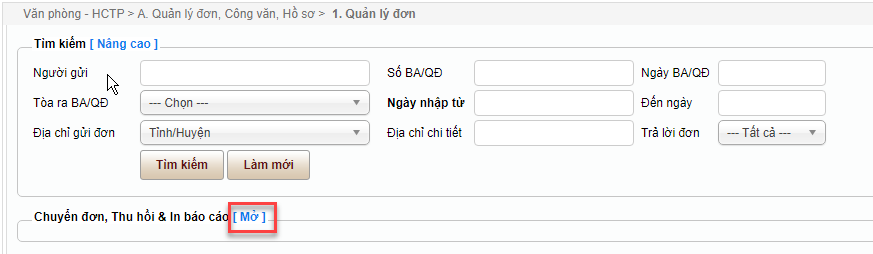 Văn phòng - HCTP > A. Quản lý đơn, Công văn, Hồ sơ > 1. Quản lý đơn
Tìm kiếm [ Nâng cao ]
Người gửi Số BA/QĐ Ngày BA/QĐ
Tòa ra BA/QĐ --- Chọn --- Ngày nhập từ Đến ngày
Địa chỉ gửi đơn Tỉnh/Huyện Địa chỉ chi tiết Trả lời đơn --- Tất cả ---
Tìm kiếm Làm mới
Chuyển đơn, Thu hồi & In báo cáo [ Mở ]